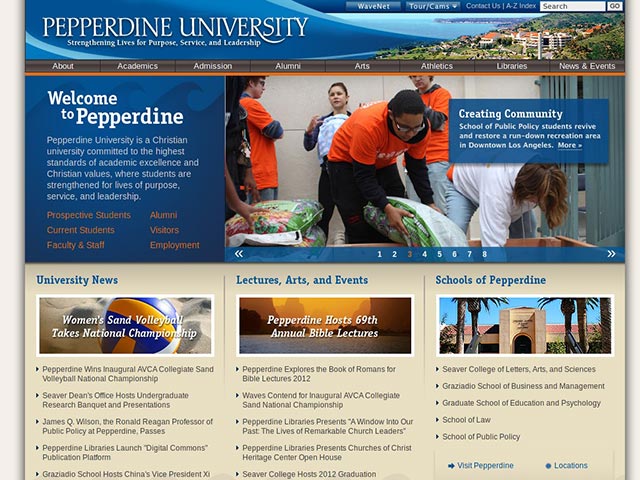 WaveNet
Tour/Cams
Contact Us | A-Z Index
Search
GO
PEPPERDINE UNIVERSITY
Strengthening Lives for Purpose, Service, and Leadership
About
Academics
Admission
Alumni
Arts
Athletics
Libraries
News & Events
Welcome
to Pepperdine
Pepperdine University is a Christian
university committed to the highest
standards of academic excellence and
Christian values, where students are
strengthened for lives of purpose,
service, and leadership.
Prospective Students
Alumni
Current Students
Visitors
Faculty & Staff
Employment
Creating Community
School of Public Policy students revive
and restore a run-down recreation area
in Downtown Los Angeles. More »
« 1 2 3 4 5 6 7 8 »
University News
Women's Sand Volleyball
Takes National Championship
Pepperdine Wins Inaugural AVCA Collegiate Sand
Volleyball National Championship
Seaver Dean's Office Hosts Undergraduate
Research Banquet and Presentations
James Q. Wilson, the Ronald Reagan Professor of
Public Policy at Pepperdine, Passes
Pepperdine Libraries Launch "Digital Commons"
Publication Platform
Graziadio School Hosts China's Vice President Xi
Lectures, Arts, and Events
Pepperdine Hosts 69th
Annual Bible Lectures
Pepperdine Explores the Book of Romans for
Bible Lectures 2012
Waves Contend for Inaugural AVCA Collegiate
Sand National Championship
Pepperdine Libraries Presents "A Window Into Our
Past: The Lives of Remarkable Church Leaders"
Pepperdine Libraries Presents Churches of Christ
Heritage Center Open House
Seaver College Hosts 2012 Graduation
Schools of Pepperdine
Seaver College of Letters, Arts, and Sciences
Graziadio School of Business and Management
Graduate School of Education and Psychology
School of Law
School of Public Policy
Visit Pepperdine
Locations